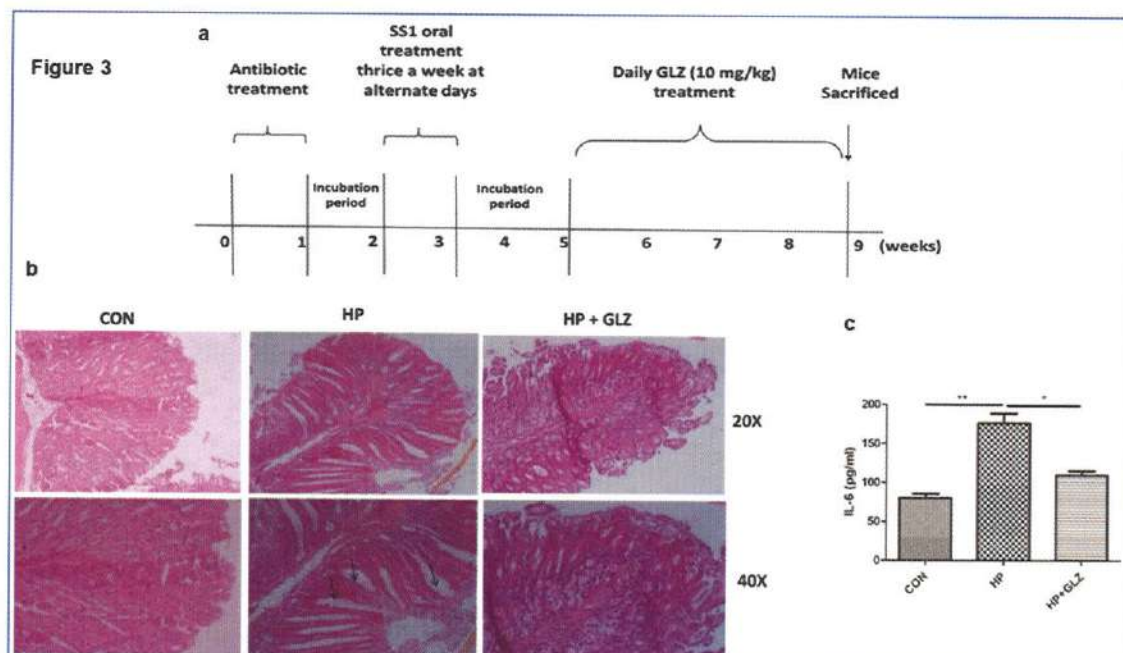 Figure 3
a
Antibiotic
treatment
SS1 oral
treatment
thrice a week at
alternate days
Daily GLZ (10 mg/kg)
treatment
Mice
Sacrificed
Incubation
period
Incubation
period
0 1 2 3 4 5 6 7 8 9 (weeks)
b
CON HP HP + GLZ
20X
40X
c
IL-6 (pg/ml)
200
150
100
50
0
** *
CON HP HP+GLZ